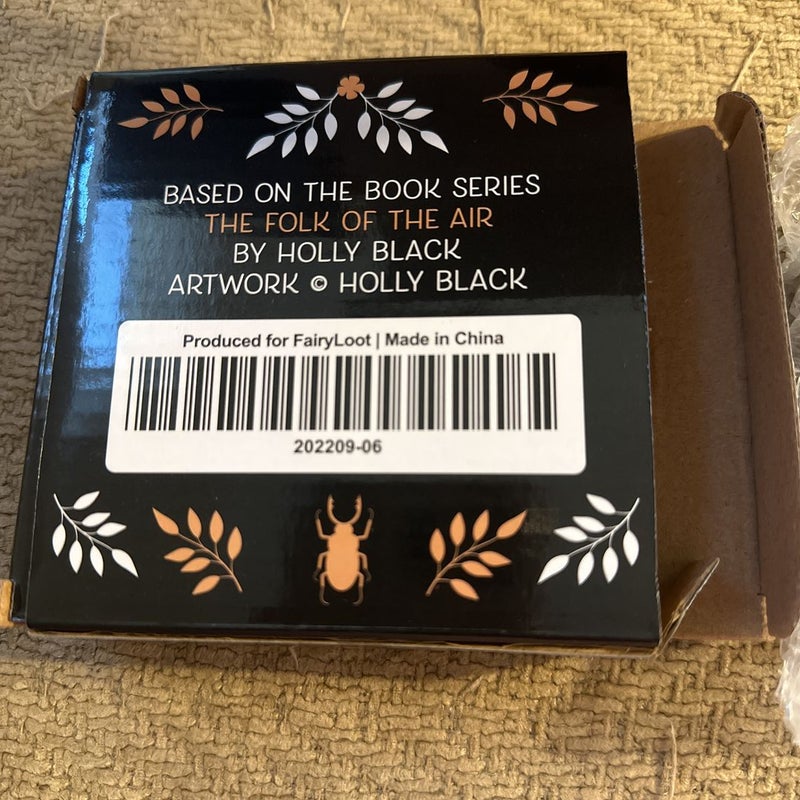 BASED ON THE BOOK SERIES
THE FOLK OF THE AIR
BY HOLLY BLACK
ARTWORK © HOLLY BLACK
Produced for FairyLoot | Made in China
202209-06